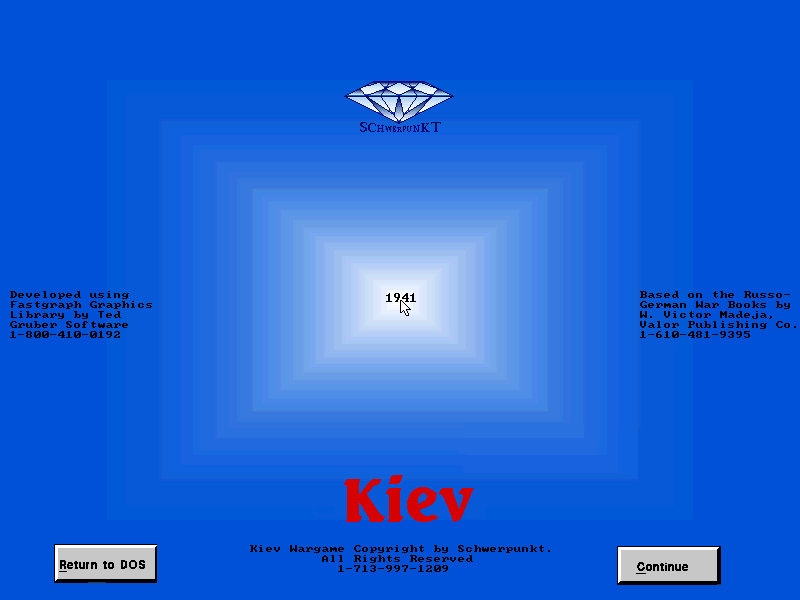 SCHWERPUNKT
1941
Developed using
Fastgraph Graphics
Library by Ted
Gruber Software
1-800-410-0192
Based on the Russo-
German War Books by
W. Victor Madeja,
Valor Publishing Co.
1-610-481-9395
Kiev
Kiev Wargame Copyright by Schwerpunkt.
All Rights Reserved
1-713-997-1209
Return to DOS
Continue